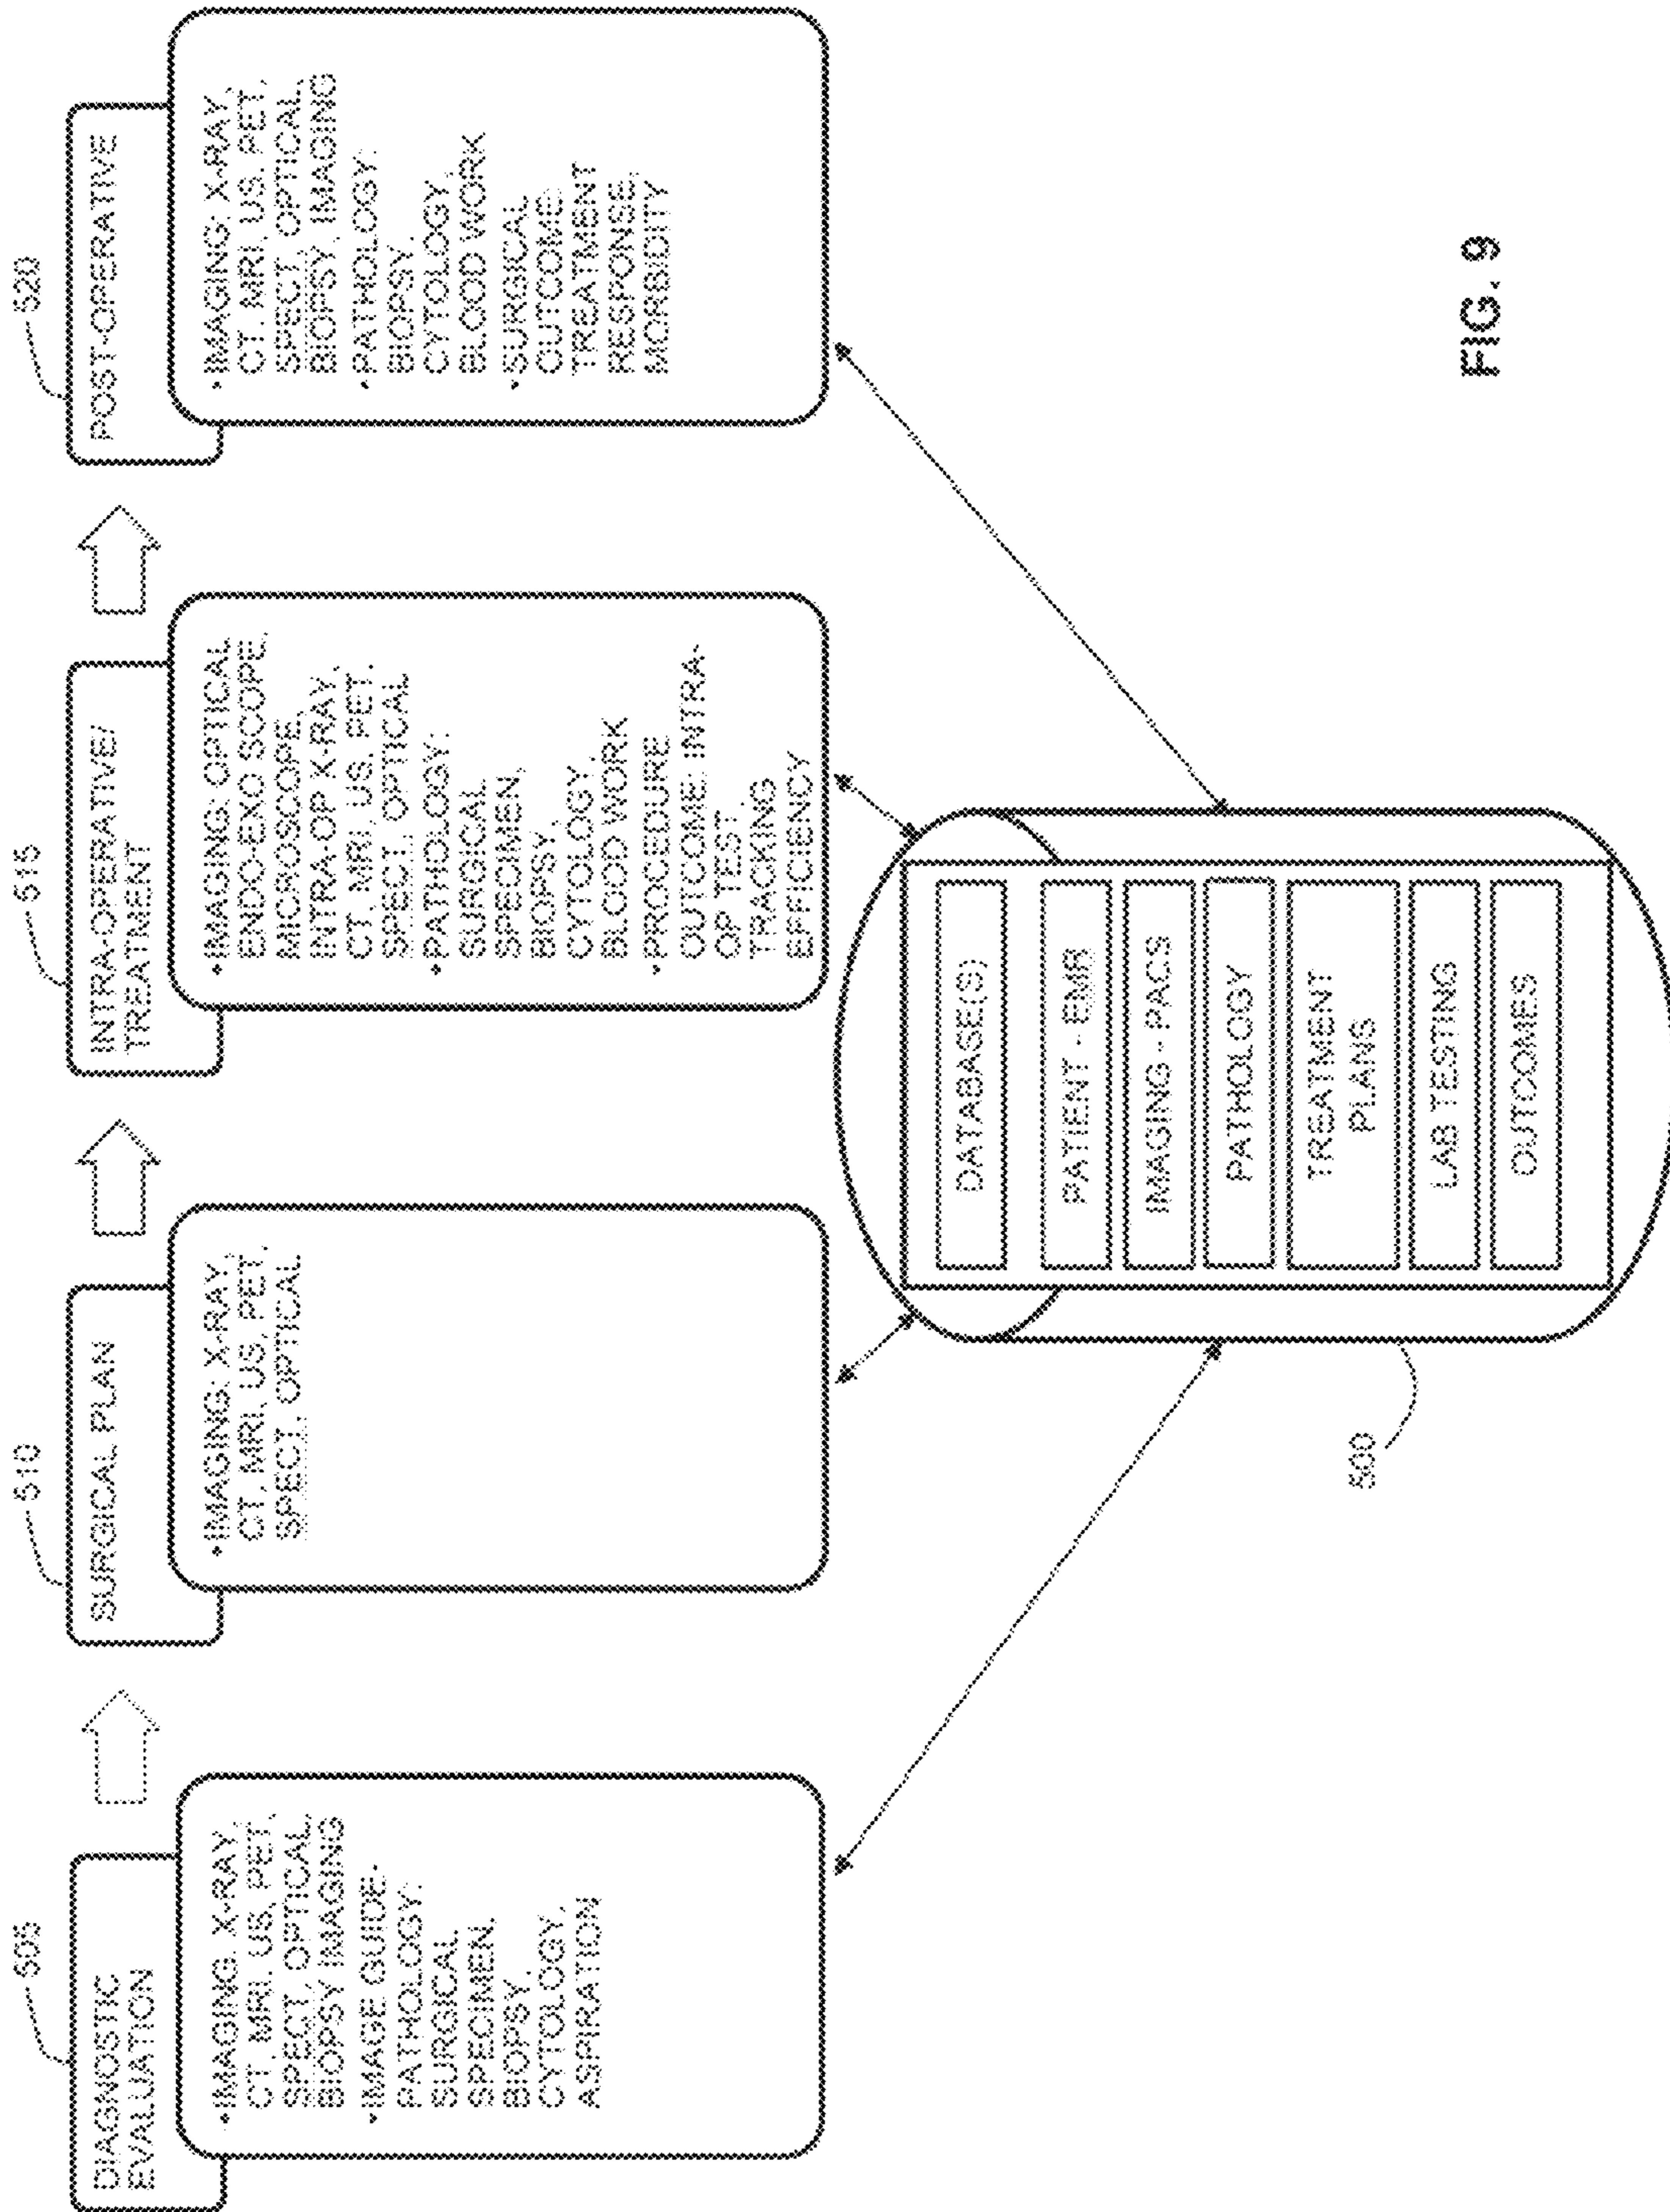 505
DIAGNOSTIC
EVALUATION
•IMAGING: X-RAY,
CT, MRI, US, PET,
SPECT, OPTICAL,
BIOPSY IMAGING
•IMAGE GUIDE-
PATHOLOGY:
SURGICAL
SPECIMEN,
BIOPSY,
CYTOLOGY,
ASPIRATION
510
SURGICAL PLAN
•IMAGING: X-RAY,
CT, MRI, US, PET,
SPECT, OPTICAL
515
INTRA-OPERATIVE/
TREATMENT
•IMAGING: OPTICAL
ENDO-EXO SCOPE,
MICROSCOPE,
INTRA-OP X-RAY,
CT, MRI, US, PET,
SPECT, OPTICAL
•PATHOLOGY:
SURGICAL
SPECIMEN,
BIOPSY,
CYTOLOGY,
BLOOD WORK
•PROCEDURE
OUTCOME: INTRA-
OP TEST,
TRACKING
EFFICIENCY
520
POST-OPERATIVE
•IMAGING: X-RAY,
CT, MRI, US, PET,
SPECT, OPTICAL,
BIOPSY, IMAGING
•PATHOLOGY:
BIOPSY,
CYTOLOGY,
BLOOD WORK
•SURGICAL
OUTCOME,
TREATMENT
RESPONSE,
MORBIDITY
500
DATABASE(S)
PATIENT - EMR
IMAGING - PACS
PATHOLOGY
TREATMENT
PLANS
LAB TESTING
OUTCOMES
FIG. 9